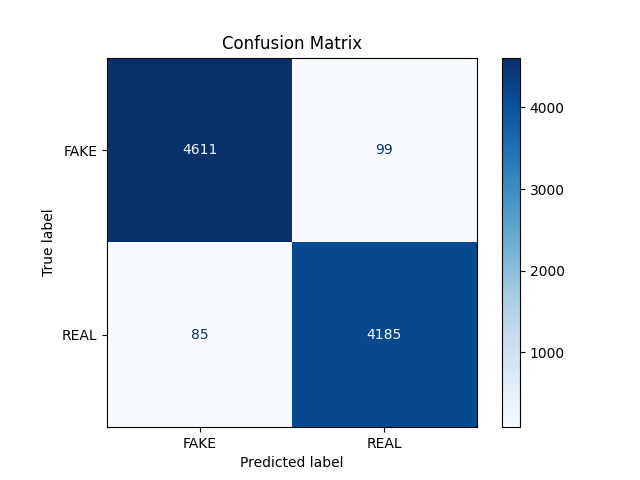 Confusion Matrix
4000
FAKE
4611
99
3000
True label
2000
REAL
85
4185
1000
FAKE
REAL
Predicted label